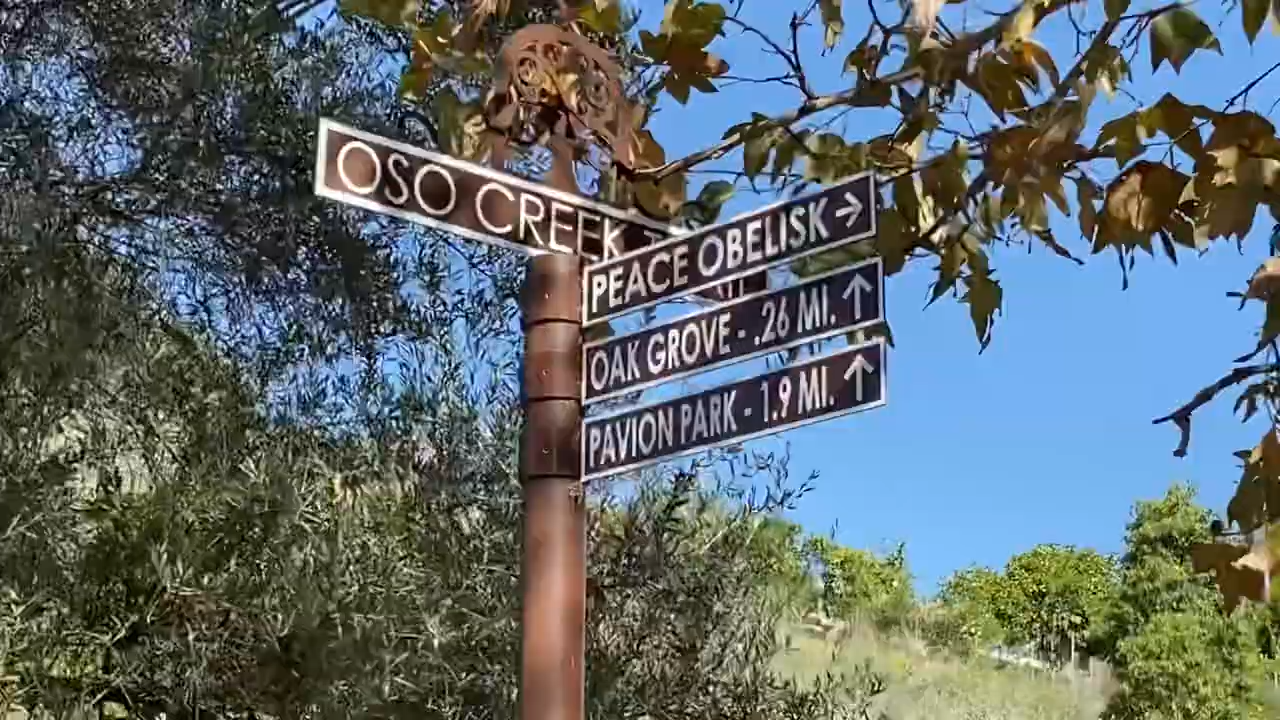 OSO CREEK
PEACE OBELISK →
OAK GROVE - .26 MI. ↑
PAVION PARK - 1.9 MI. ↑